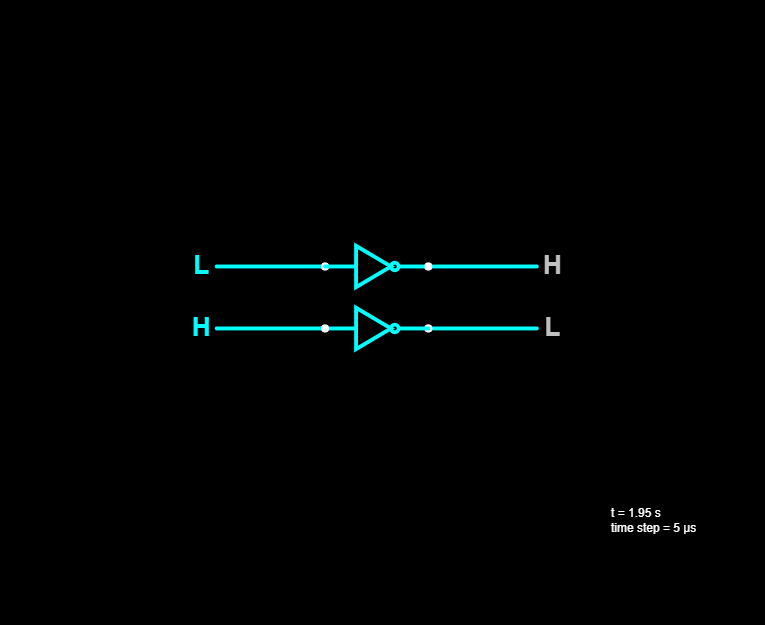 L H
H L
t = 1.95 s
time step = 5 µs